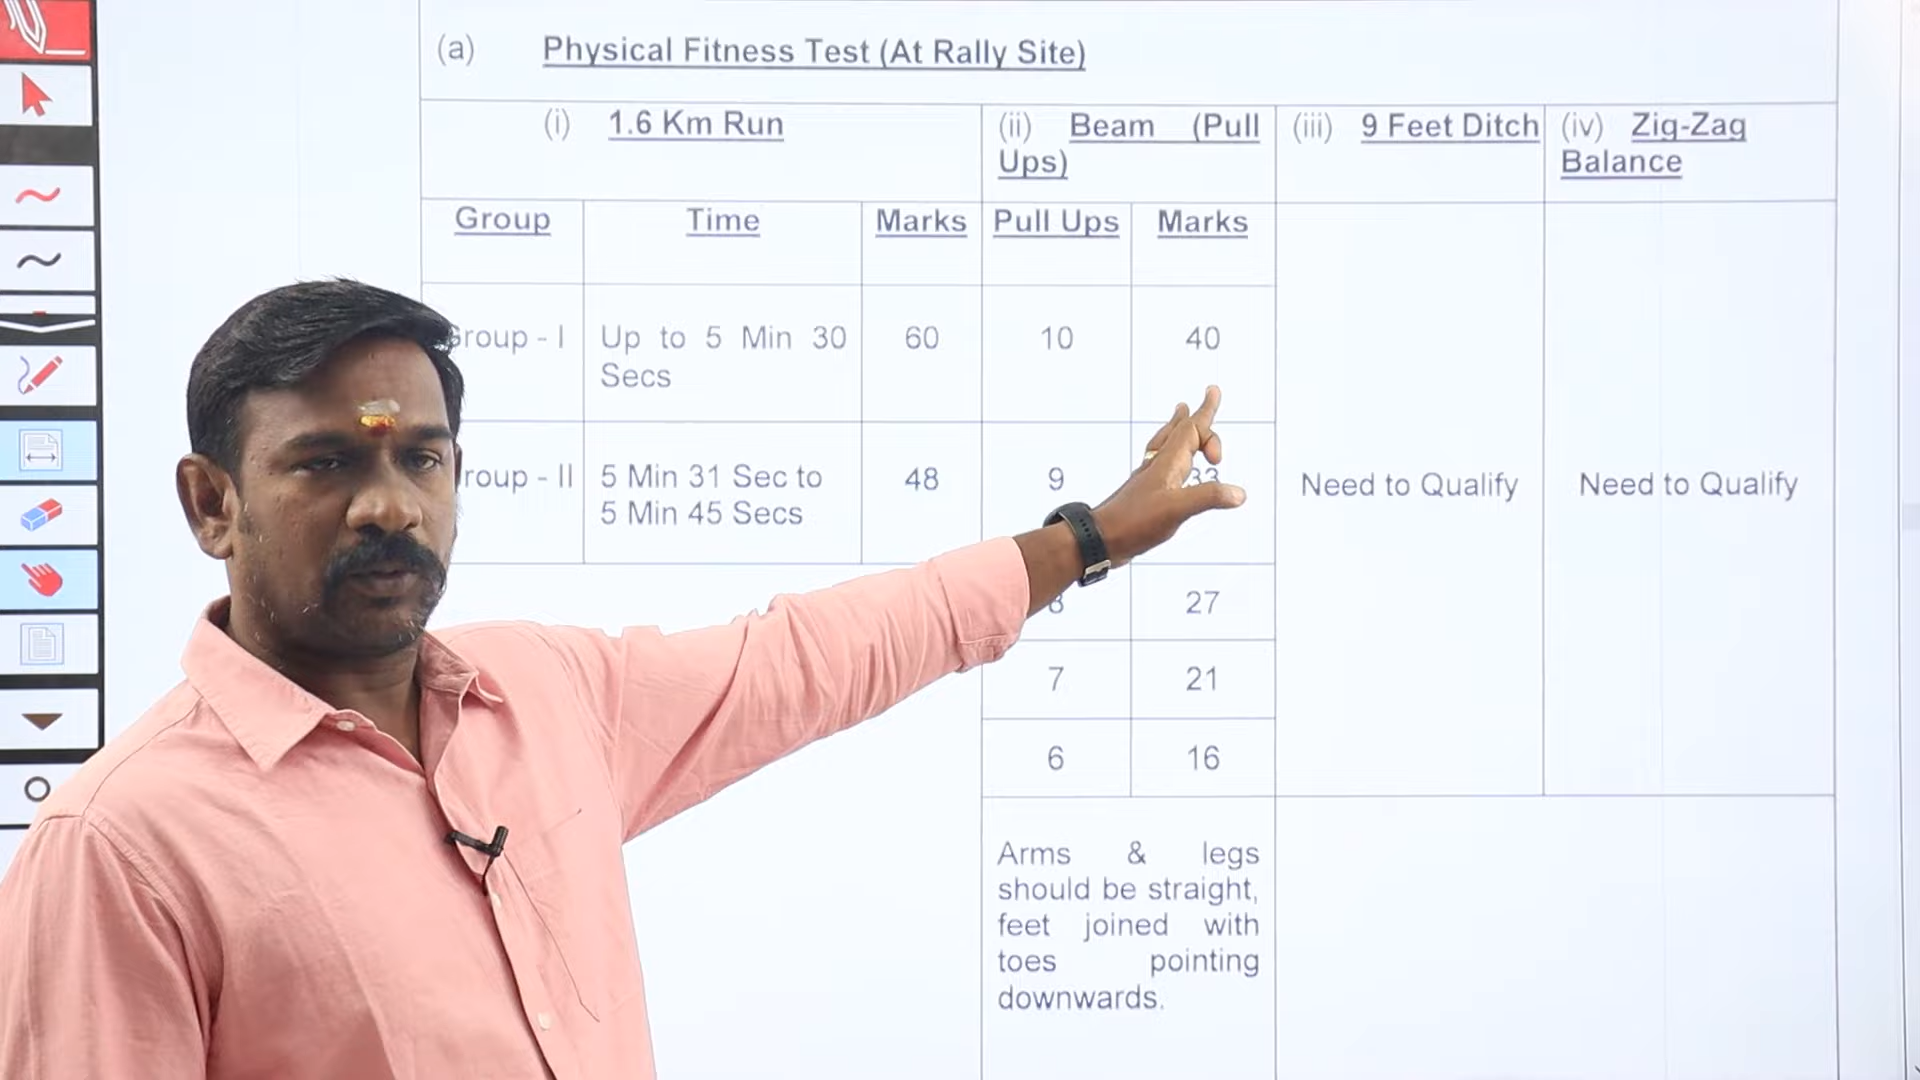 (a) Physical Fitness Test (At Rally Site)
(i) 1.6 Km Run
(ii) Beam (Pull
Ups)
(iii) 9 Feet Ditch
(iv) Zig-Zag
Balance
Group Time Marks Pull Ups Marks
Group - I Up to 5 Min 30
Secs
60 10 40
roup - II 5 Min 31 Sec to
5 Min 45 Secs
48 9 33
Need to Qualify Need to Qualify
8 27
7 21
6 16
Arms & legs
should be straight,
feet joined with
toes pointing
downwards.